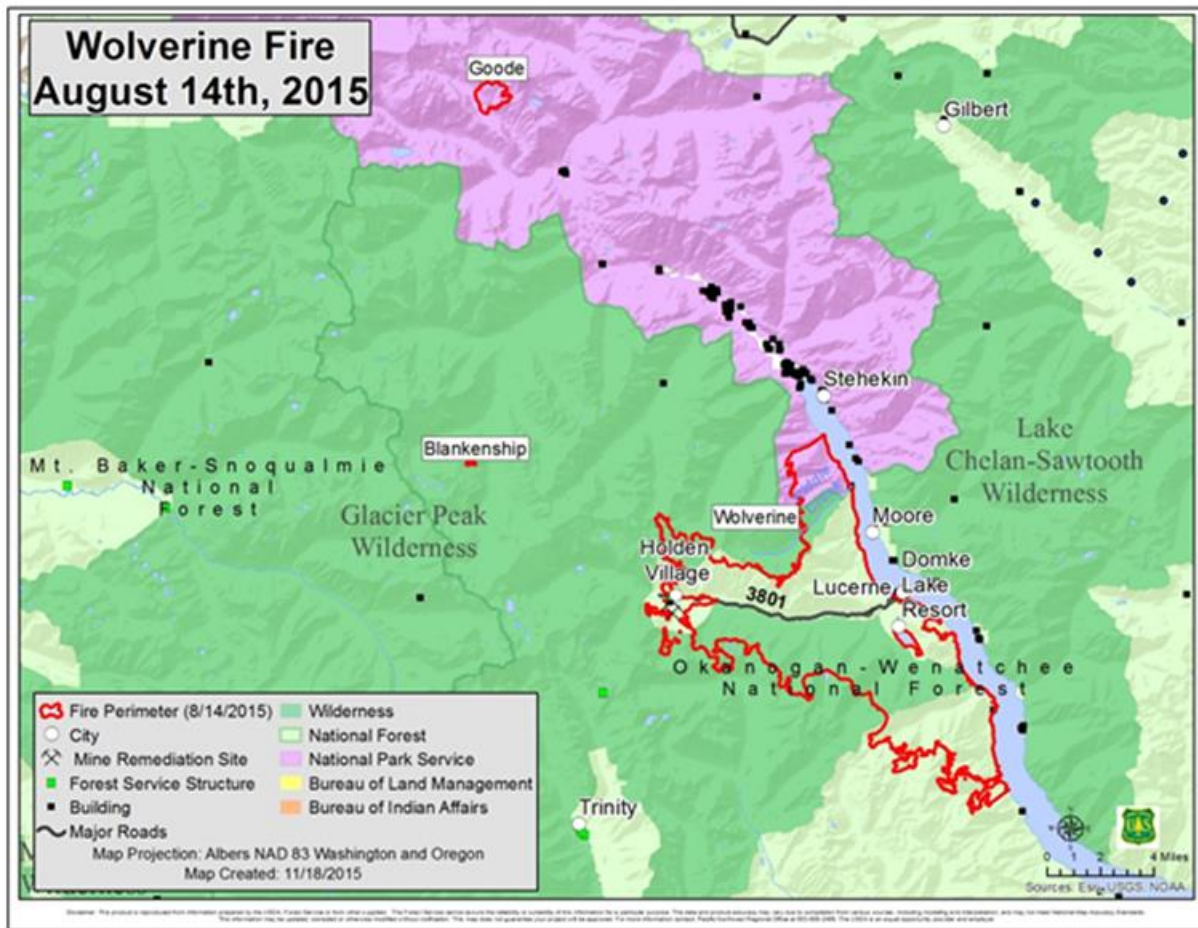 Wolverine Fire
August 14th, 2015
Goode
Gilbert
Stehekin
Blankenship
Mt. Baker-Snoqualmie
National
Forest
Glacier Peak
Wilderness
Lake
Chelan-Sawtooth
Wilderness
Wolverine
Moore
Holden
Village
Domke
Lucerne Lake
Resort
3801
Okanogan-Wenatchee
National Forest
Trinity
Fire Perimeter (8/14/2015)
City
Mine Remediation Site
Forest Service Structure
Building
Major Roads
Wilderness
National Forest
National Park Service
Bureau of Land Management
Bureau of Indian Affairs
Map Projection: Albers NAD 83 Washington and Oregon
Map Created: 11/18/2015
Wilderness
0 1 2 4 Miles
Sources: Esri, USGS, NOAA